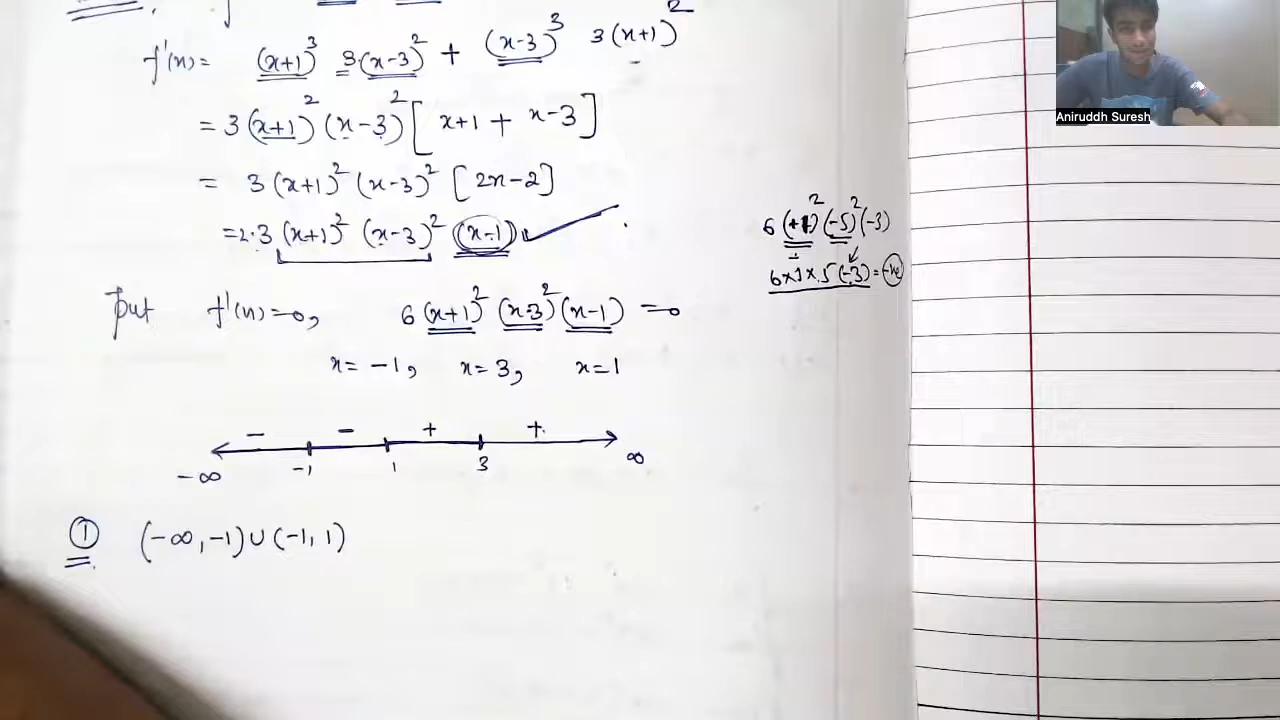 f'(x) = (x+1)³ 3·(x-3)² + (x-3)³ 3(x+1)²
= 3(x+1)² (x-3)² [x+1 + x-3]
= 3(x+1)² (x-3)² [2x-2]
=2·3 (x+1)² (x-3)² (x-1)
Put f'(x)=0, 6(x+1)² (x-3)² (x-1) =0
x= -1, x= 3, x=1
- - + +
-∞ -1 1 3 ∞
① (-∞, -1) ∪ (-1, 1)
(-5)² (-3)
6×1×5(-3) = -ve
Aniruddh Suresh